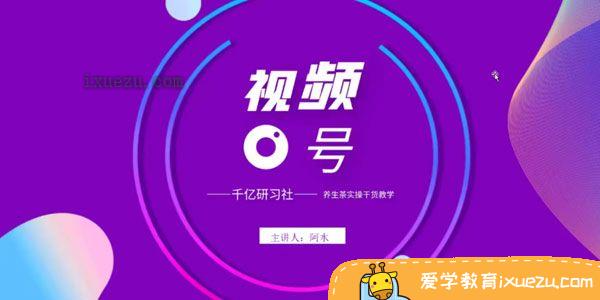 ixuezu.com
视频
号
千亿研习社
养生茶实操干货教学
主讲人：阿水
爱学教育ixuezu.com